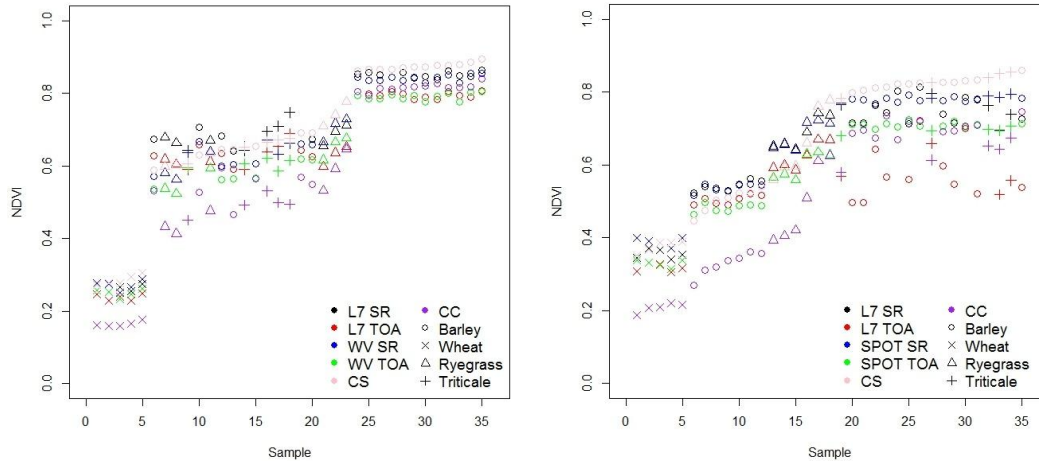 1.0
0.8
0.6
0.4
0.2
0.0
NDVI
0 5 10 15 20 25 30 35
Sample
L7 SR
L7 TOA
WV SR
WV TOA
CS
CC
Barley
Wheat
Ryegrass
Triticale
1.0
0.8
0.6
0.4
0.2
0.0
NDVI
0 5 10 15 20 25 30 35
Sample
L7 SR
L7 TOA
SPOT SR
SPOT TOA
CS
CC
Barley
Wheat
Ryegrass
Triticale